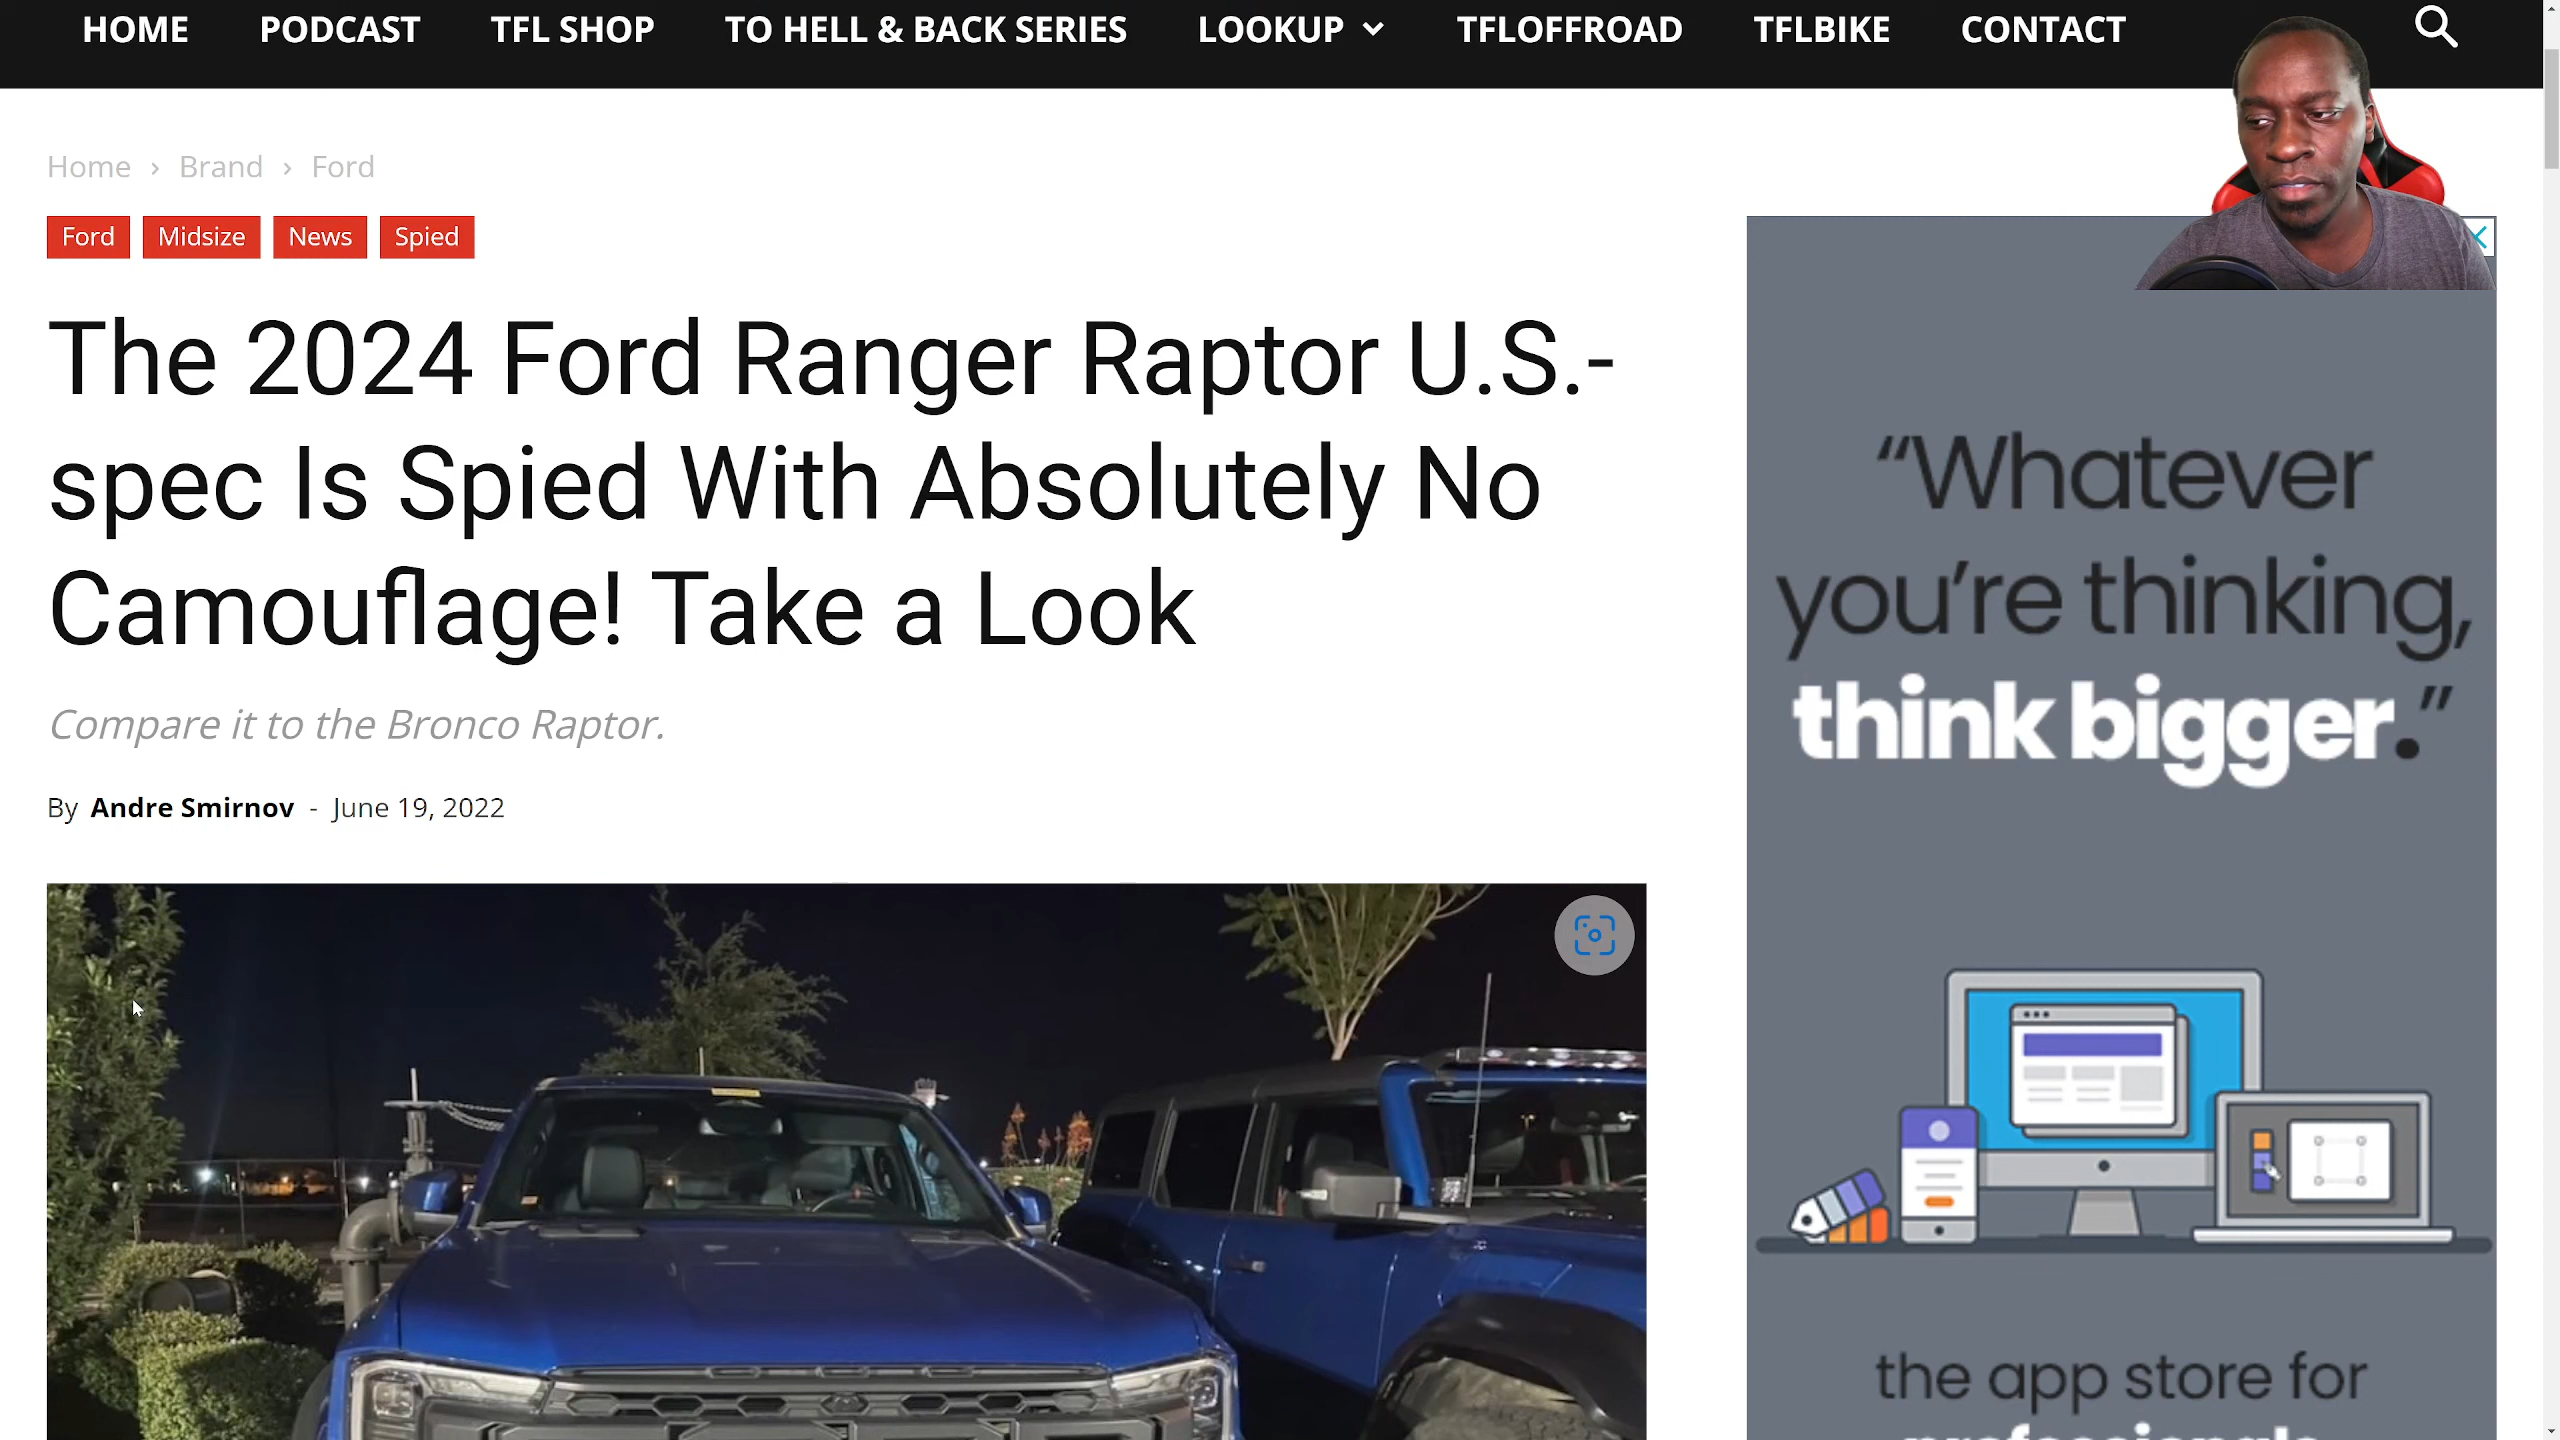 HOME PODCAST TFL SHOP TO HELL & BACK SERIES LOOKUP TFLOFFROAD TFLBIKE CONTACT
Home › Brand › Ford
Ford Midsize News Spied
The 2024 Ford Ranger Raptor U.S.-
spec Is Spied With Absolutely No
Camouflage! Take a Look
Compare it to the Bronco Raptor.
By Andre Smirnov - June 19, 2022
“Whatever
you’re thinking,
think bigger.”
the app store for
professionals